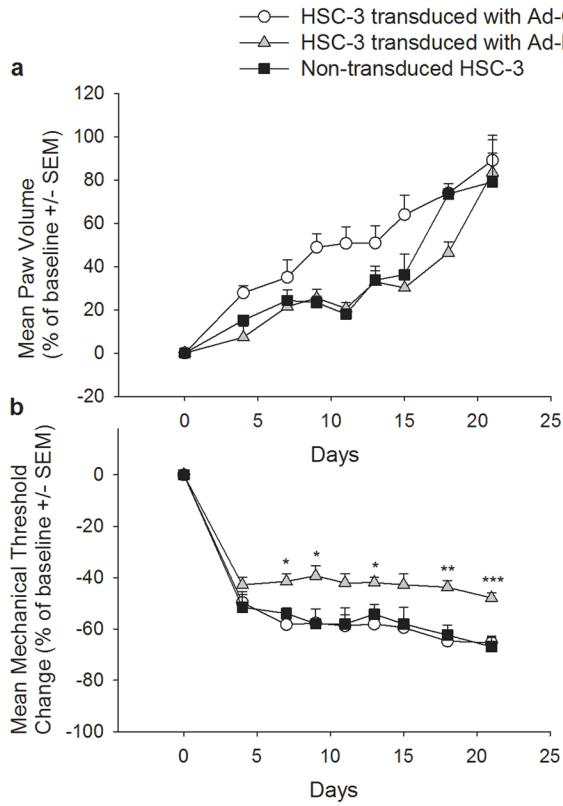 HSC-3 transduced with
HSC-3 transduced with
Non-transduced HSC-3
a
120
100
80
60
40
20
0
-20
Mean Paw Volume
(% of baseline +/- SEM)
0 5 10 15 20 25
Days
b
0
-20
-40
-60
-80
-100
Mean Mechanical Threshold
Change (% of baseline +/- SEM)
* * * ** ***
0 5 10 15 20 25
Days